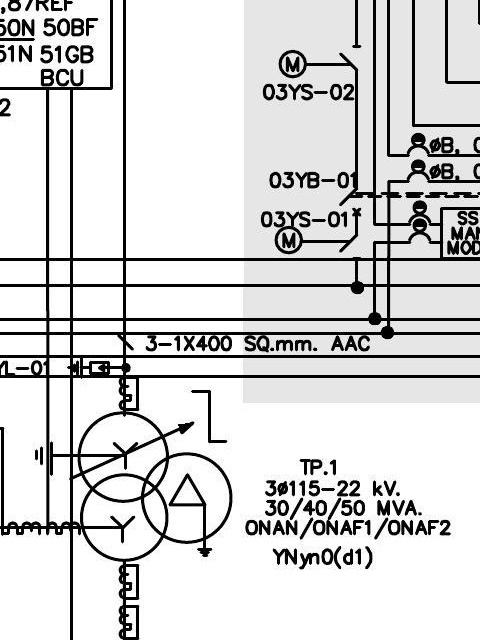 ,87REF
50N 50BF
51N 51GB
BCU
2
M
03YS-02
øB,
øB,
03YB-01
03YS-01
M
SS
MAN
MOD
3-1X400 SQ.mm. AAC
YL-01
TP.1
3ø115-22 kV.
30/40/50 MVA.
ONAN/ONAF1/ONAF2
YNyn0(d1)